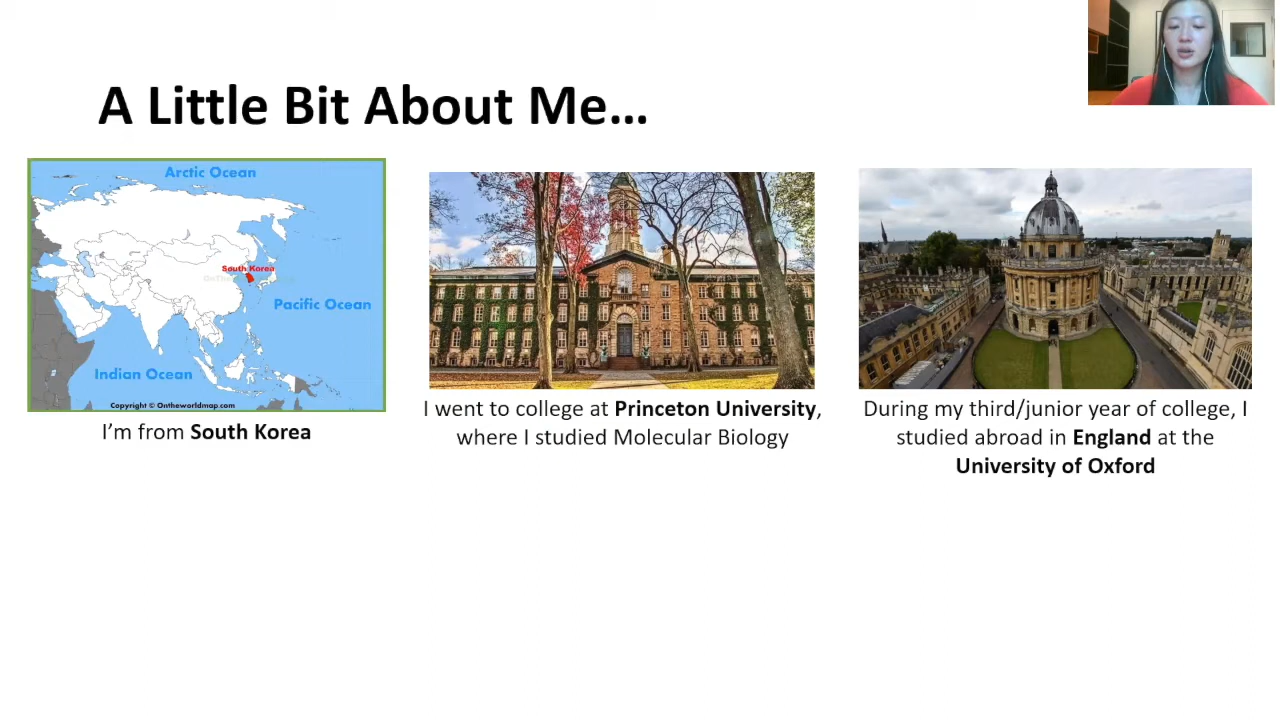 A Little Bit About Me...
Arctic Ocean
South Korea
Pacific Ocean
Indian Ocean
Copyright © Ontheworldmap.com
I'm from South Korea
I went to college at Princeton University,
where I studied Molecular Biology
During my third/junior year of college, I
studied abroad in England at the
University of Oxford